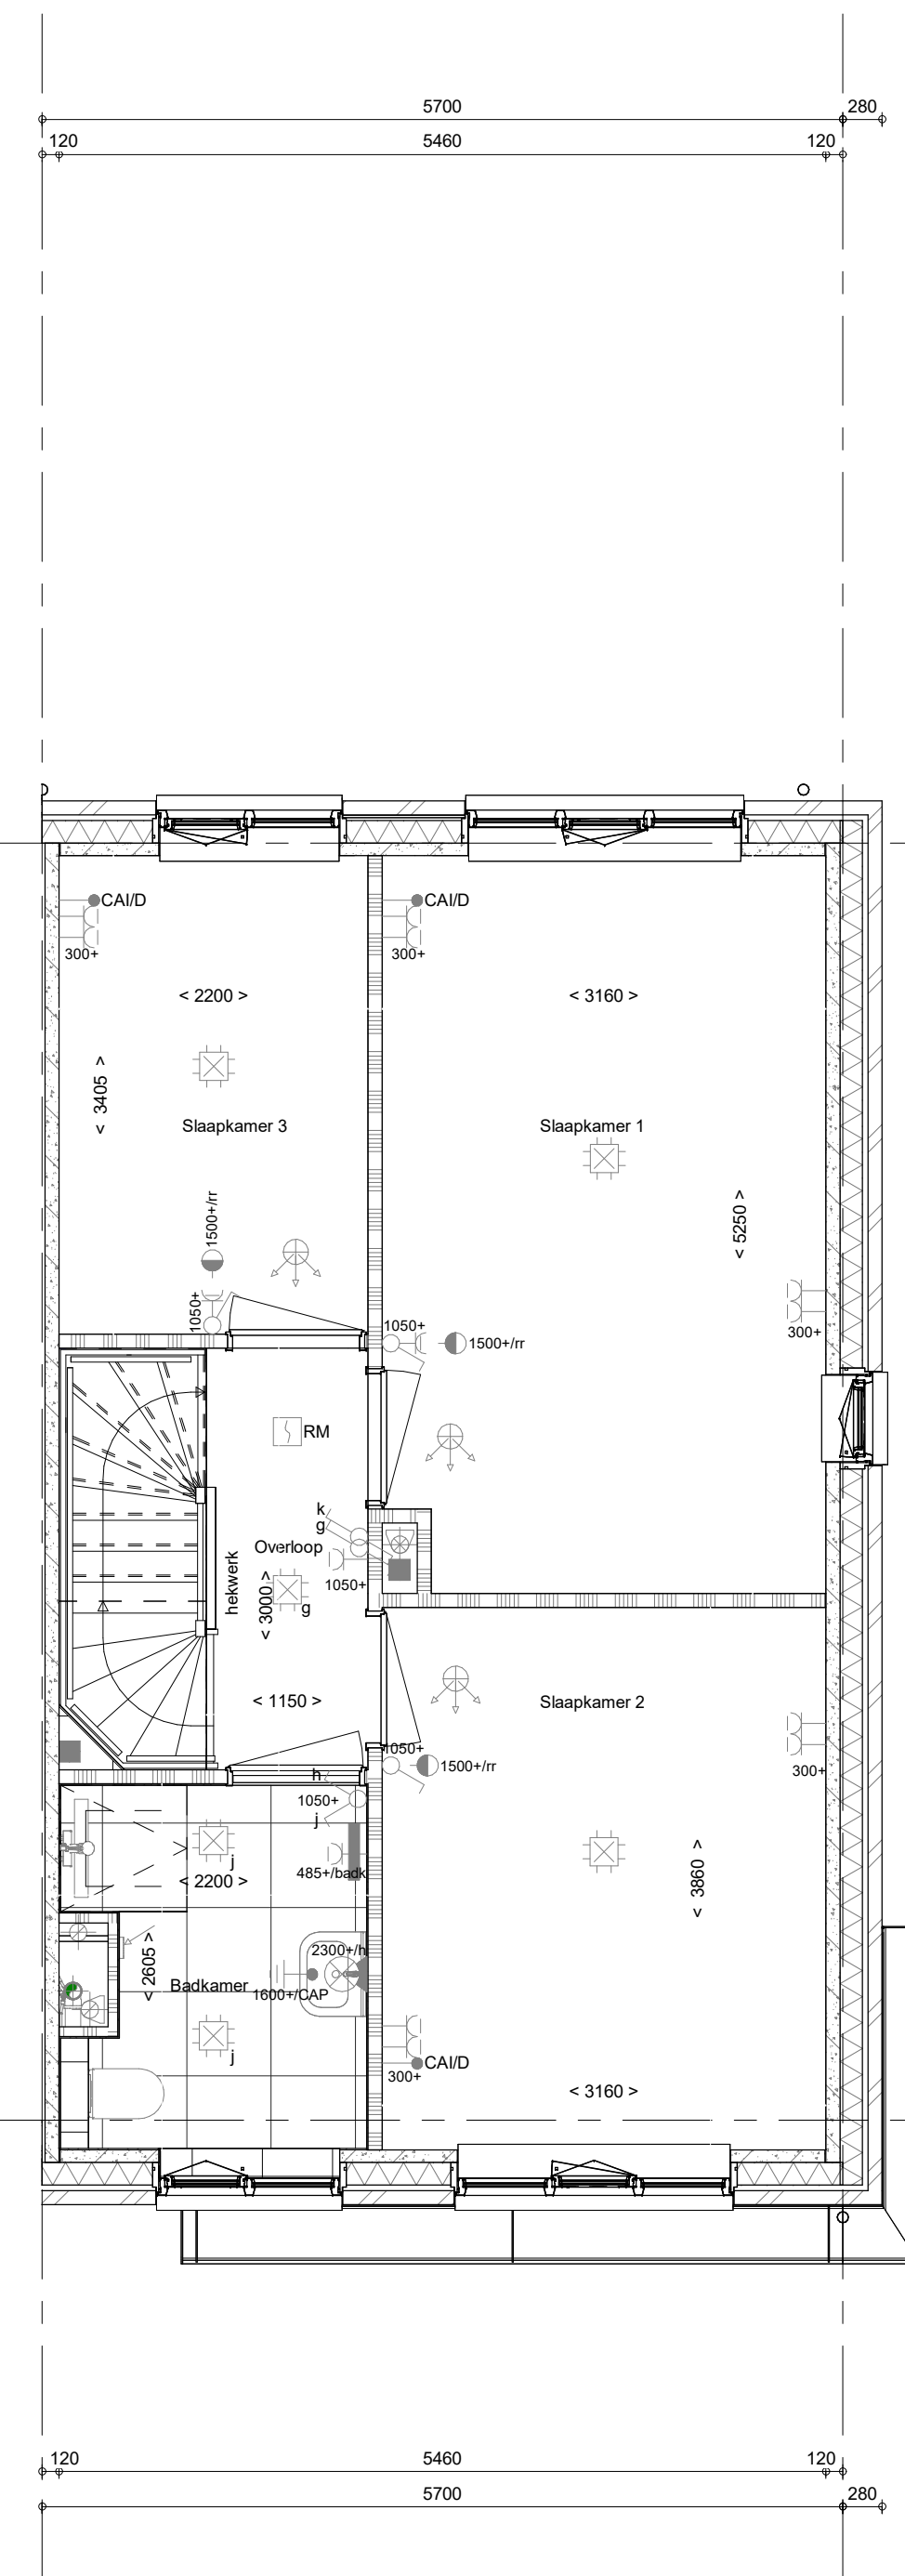 5700 280
120 5460 120
CAI/D CAI/D
300+ 300+
< 2200 > < 3160 >
< 3405 >
Slaapkamer 3 Slaapkamer 1
1500+/rr
< 5250 >
1050+
300+
1050+
1500+/rr
RM
k
g
Overloop
1050+
hekwerk
< 3000 >
g
< 1150 >
Slaapkamer 2
1050+
1500+/rr
300+
h
1050+
j
j
485+/badk
< 2200 >
< 3860 >
< 2605 >
2300+/h
Badkamer
1600+/CAP
j
CAI/D
300+
< 3160 >
120 5460 120
5700 280